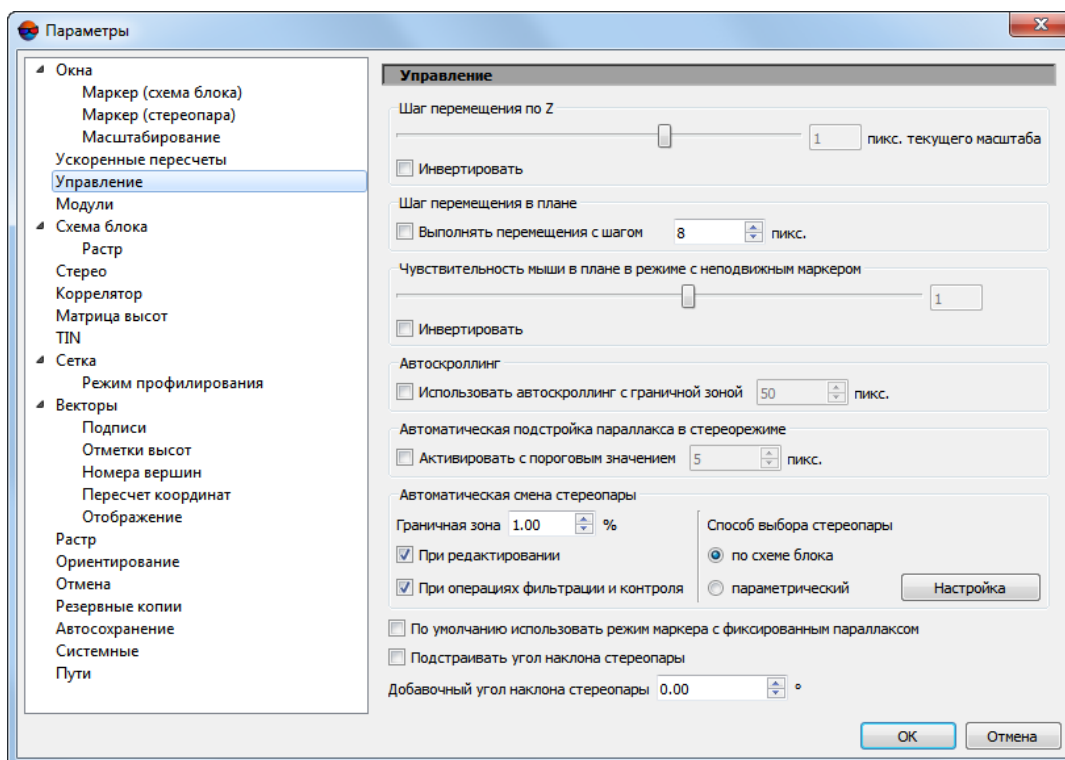 Параметры
Окна
Маркер (схема блока)
Маркер (стереопара)
Масштабирование
Ускоренные пересчеты
Управление
Модули
Схема блока
Растр
Стерео
Коррелятор
Матрица высот
TIN
Сетка
Режим профилирования
Векторы
Подписи
Отметки высот
Номера вершин
Пересчет координат
Отображение
Растр
Ориентирование
Отмена
Резервные копии
Автосохранение
Системные
Пути
Управление
Шаг перемещения по Z
1 пикс. текущего масштаба
Инвертировать
Шаг перемещения в плане
Выполнять перемещения с шагом 8 пикс.
Чувствительность мыши в плане в режиме с неподвижным маркером
1
Инвертировать
Автоскроллинг
Использовать автоскроллинг с граничной зоной 50 пикс.
Автоматическая подстройка параллакса в стереорежиме
Активировать с пороговым значением 5 пикс.
Автоматическая смена стереопары
Граничная зона 1.00 %
При редактировании
При операциях фильтрации и контроля
Способ выбора стереопары
по схеме блока
параметрический Настройка
По умолчанию использовать режим маркера с фиксированным параллаксом
Подстраивать угол наклона стереопары
Добавочный угол наклона стереопары 0.00 °
OK Отмена